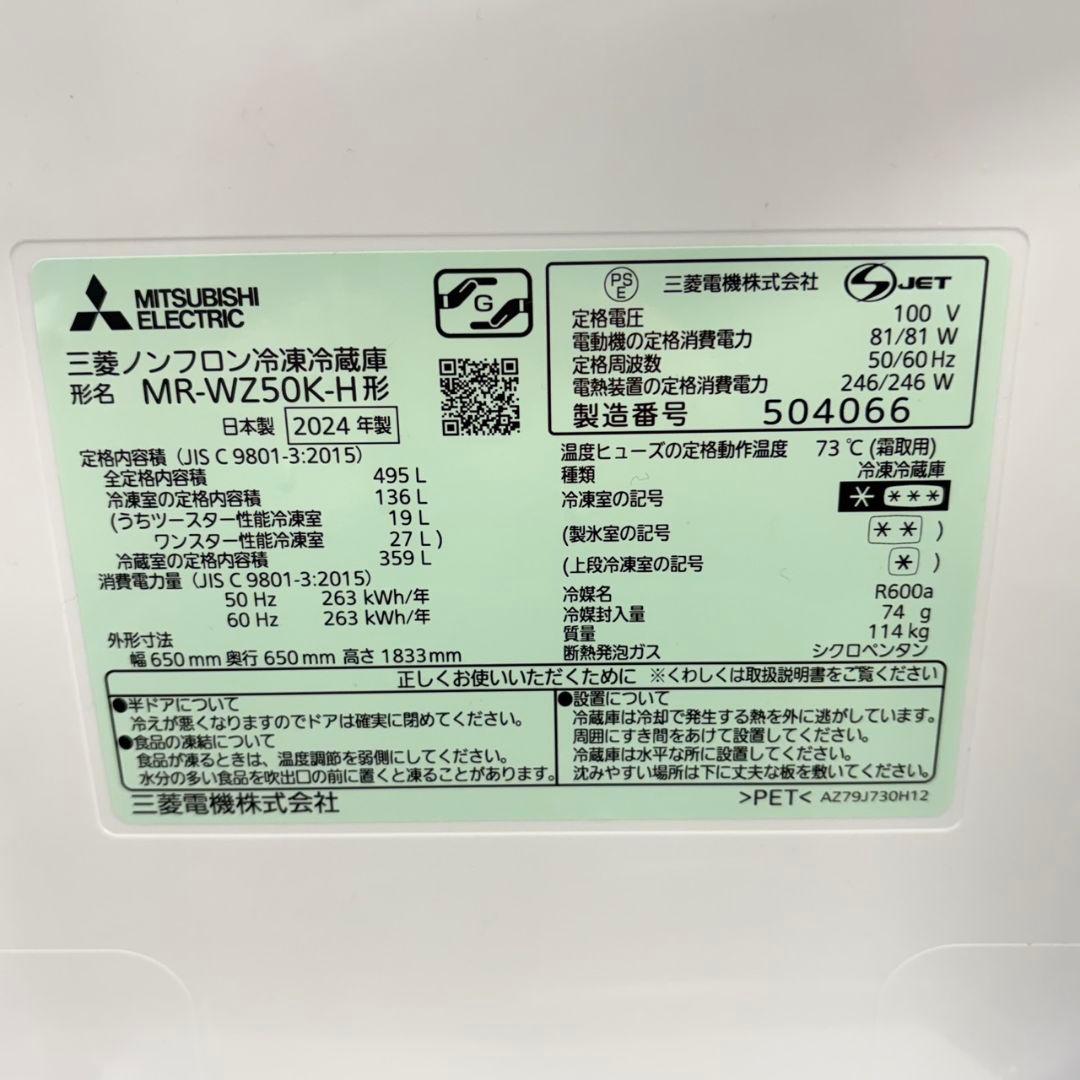 MITSUBISHI
ELECTRIC
G
三菱ノンフロン冷凍冷蔵庫
形名 MR-WZ50K-H形
日本製 2024 年製
定格内容積 (JIS C 9801-3:2015)
全定格内容積 495 L
冷凍室の定格内容積 136 L
(うちツースター性能冷凍室 19 L
ワンスター性能冷凍室 27 L )
冷蔵室の定格内容積 359 L
消費電力量 (JIS C 9801-3:2015)
50 Hz 263 kWh/年
60 Hz 263 kWh/年
外形寸法
幅 650 mm 奥行 650 mm 高さ 1833 mm
PS
E
三菱電機株式会社 S JET
定格電圧 100 V
電動機の定格消費電力 81/81 W
定格周波数 50/60 Hz
電熱装置の定格消費電力 246/246 W
製造番号 504066
温度ヒューズの定格動作温度 73 ℃ (霜取用)
種類 冷凍冷蔵庫
冷凍室の記号 * ***
(製氷室の記号 ** )
(上段冷凍室の記号 * )
冷媒名 R600a
冷媒封入量 74 g
質量 114 kg
断熱発泡ガス シクロペンタン
正しくお使いいただくために ※くわしくは取扱説明書をご覧ください
●半ドアについて
冷えが悪くなりますのでドアは確実に閉めてください。
●食品の凍結について
食品が凍るときは、温度調節を弱側にしてください。
水分の多い食品を吹出口の前に置くと凍ることがあります。
●設置について
冷蔵庫は冷却で発生する熱を外に逃がしています。
周囲にすき間をあけて設置してください。
冷蔵庫は水平な所に設置してください。
沈みやすい場所は下に丈夫な板を敷いてください。
三菱電機株式会社
>PET< AZ79J730H12